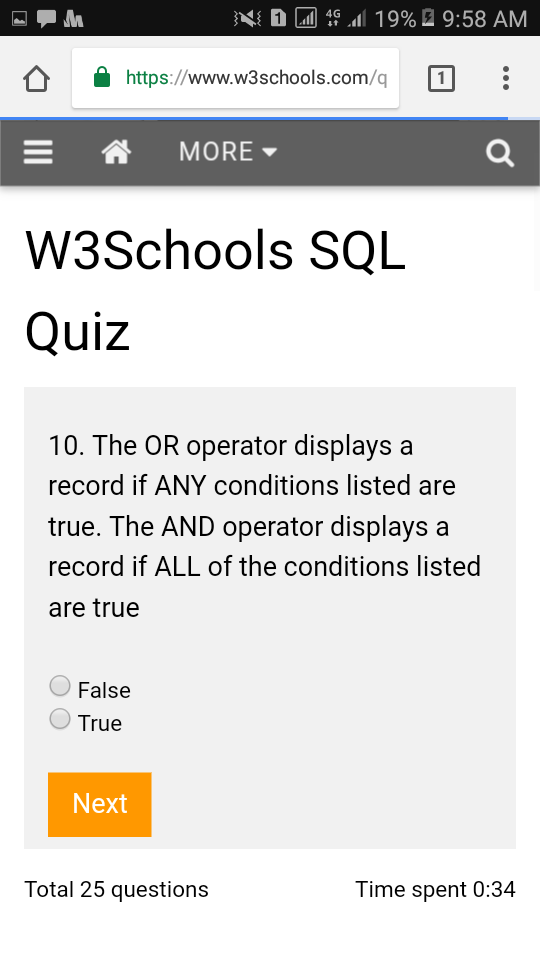 1 4G 19% 9:58 AM
https://www.w3schools.com/q 1
MORE
W3Schools SQL
Quiz
10. The OR operator displays a
record if ANY conditions listed are
true. The AND operator displays a
record if ALL of the conditions listed
are true
False
True
Next
Total 25 questions Time spent 0:34